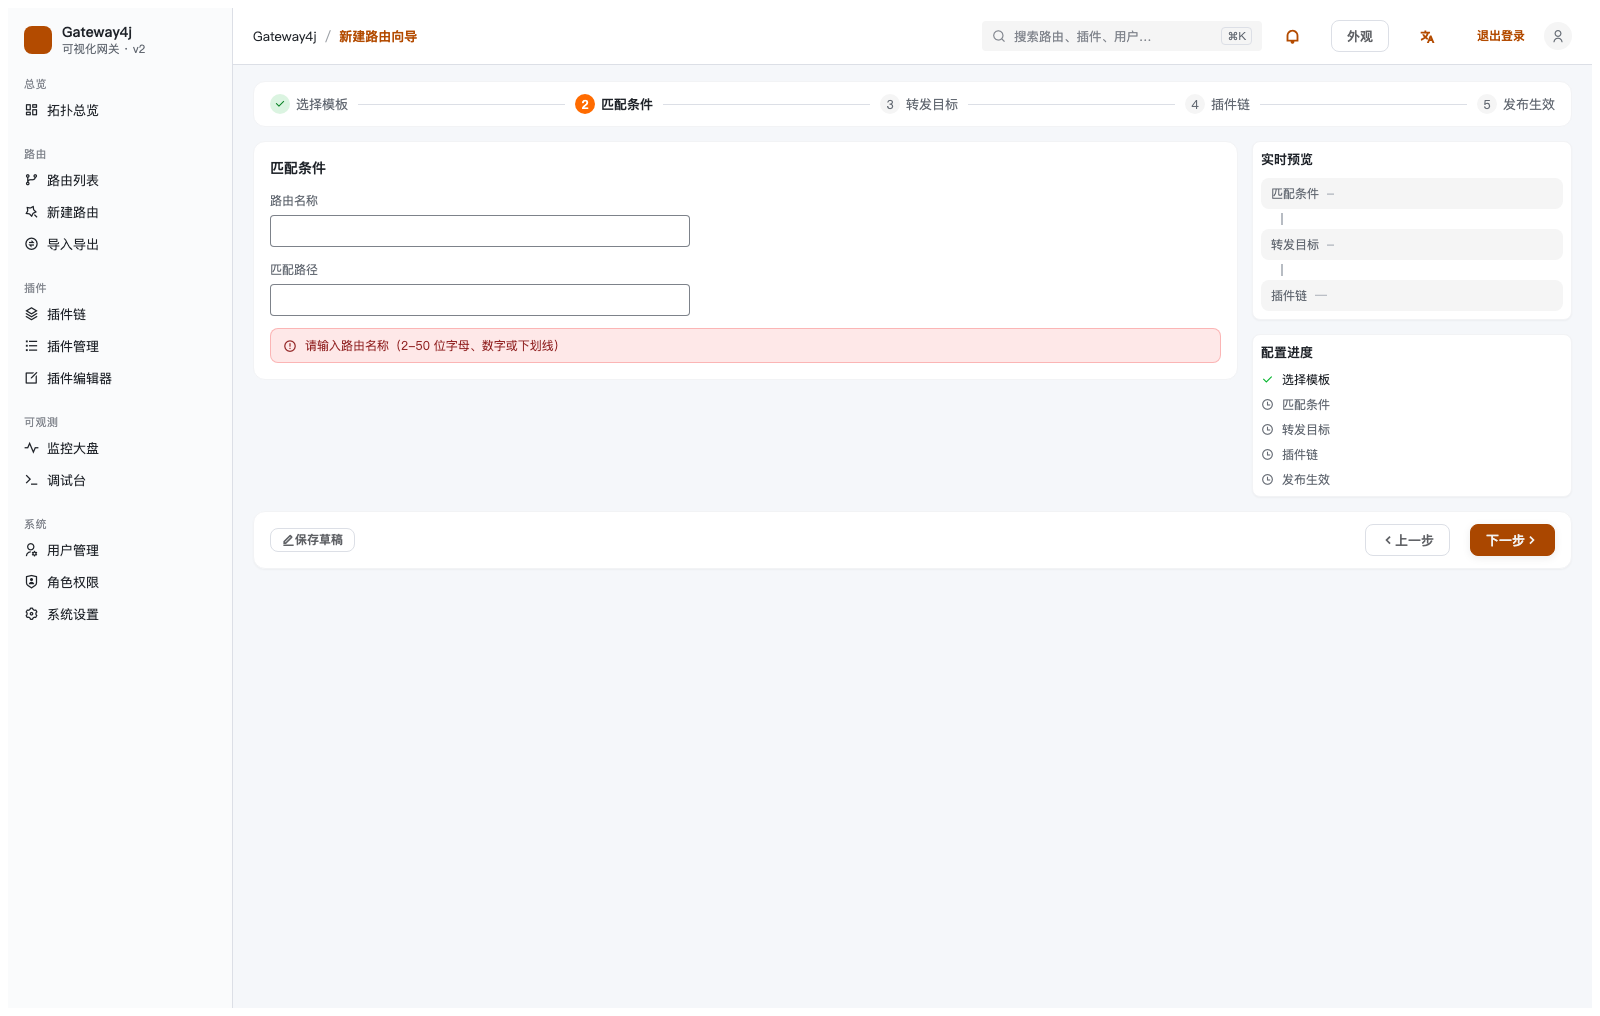 Gateway4j
可视化网关 · v2
总览
拓扑总览
路由
路由列表
新建路由
导入导出
插件
插件链
插件管理
插件编辑器
可观测
监控大盘
调试台
系统
用户管理
角色权限
系统设置
Gateway4j / 新建路由向导
搜索路由、插件、用户... ⌘K
外观
退出登录
选择模板
2 匹配条件
3 转发目标
4 插件链
5 发布生效
匹配条件
路由名称
匹配路径
请输入路由名称（2–50 位字母、数字或下划线）
实时预览
匹配条件 –
转发目标 –
插件链 —
配置进度
选择模板
匹配条件
转发目标
插件链
发布生效
保存草稿
上一步
下一步